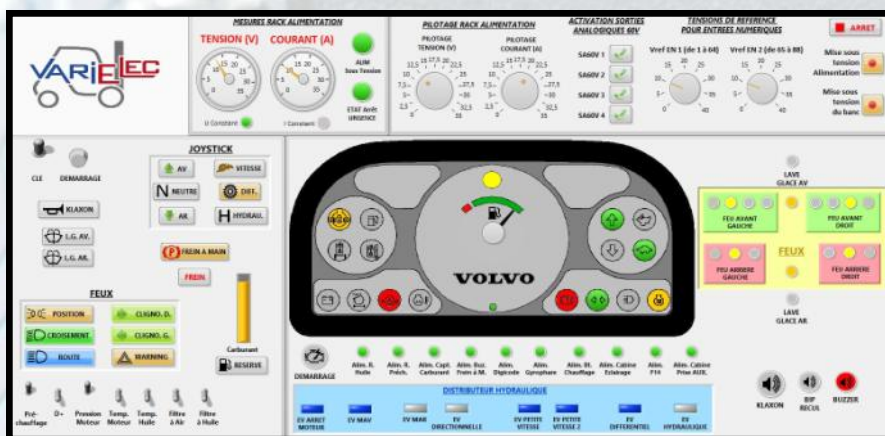 VARIELEC
MESURES RACK ALIMENTATION
TENSION (V)
COURANT (A)
U Constant
I Constant
ALIM
Sous Tension
ETAT Arrêt
URGENCE
PILOTAGE RACK ALIMENTATION
PILOTAGE
TENSION (V)
PILOTAGE
COURANT (A)
ACTIVATION SORTIES
ANALOGIQUES 60V
SA60V 1
SA60V 2
SA60V 3
SA60V 4
TENSIONS DE REFERENCE
POUR ENTREES NUMERIQUES
Vref EN 1 (de 1 à 64)
Vref EN 2 (de 65 à 88)
ARRET
Mise sous
tension
Alimentation
Mise sous
tension
du banc
CLE
DEMARRAGE
JOYSTICK
AV
VITESSE
NEUTRE
DIFF.
AR
HYDRAU.
KLAXON
L.G. AV.
L.G. AR.
FREIN A MAIN
FREIN
FEUX
POSITION
CLIGNO. D.
CROISEMENT
CLIGNO. G.
ROUTE
WARNING
Carburant
RESERVE
Pré-
chauffage
D+
Pression
Moteur
Temp.
Moteur
Temp.
Huile
Filtre
à Air
Filtre
à Huile
VOLVO
DEMARRAGE
Alim. R.
Huile
Alim. R.
Préch.
Alim. Capt.
Carburant
Alim. Buz.
Frein à M.
Alim.
Digicode
Alim.
Gyrophare
Alim. Et.
Chauffage
Alim. Cabine
Eclairage
Alim.
F14
Alim. Cabine
Prise AUX.
DISTRIBUTEUR HYDRAULIQUE
EV ARRET
MOTEUR
EV MAV
EV MAR
EV
DIRECTIONNELLE
EV PETITE
VITESSE
EV PETITE
VITESSE 2
EV
DIFFERENTIEL
EV
HYDRAULIQUE
LAVE
GLACE AV
FEU AVANT
GAUCHE
FEU AVANT
DROIT
FEUX
FEU ARRIERE
GAUCHE
FEU ARRIERE
DROIT
LAVE
GLACE AR
KLAXON
BIP
RECUL
BUZZER